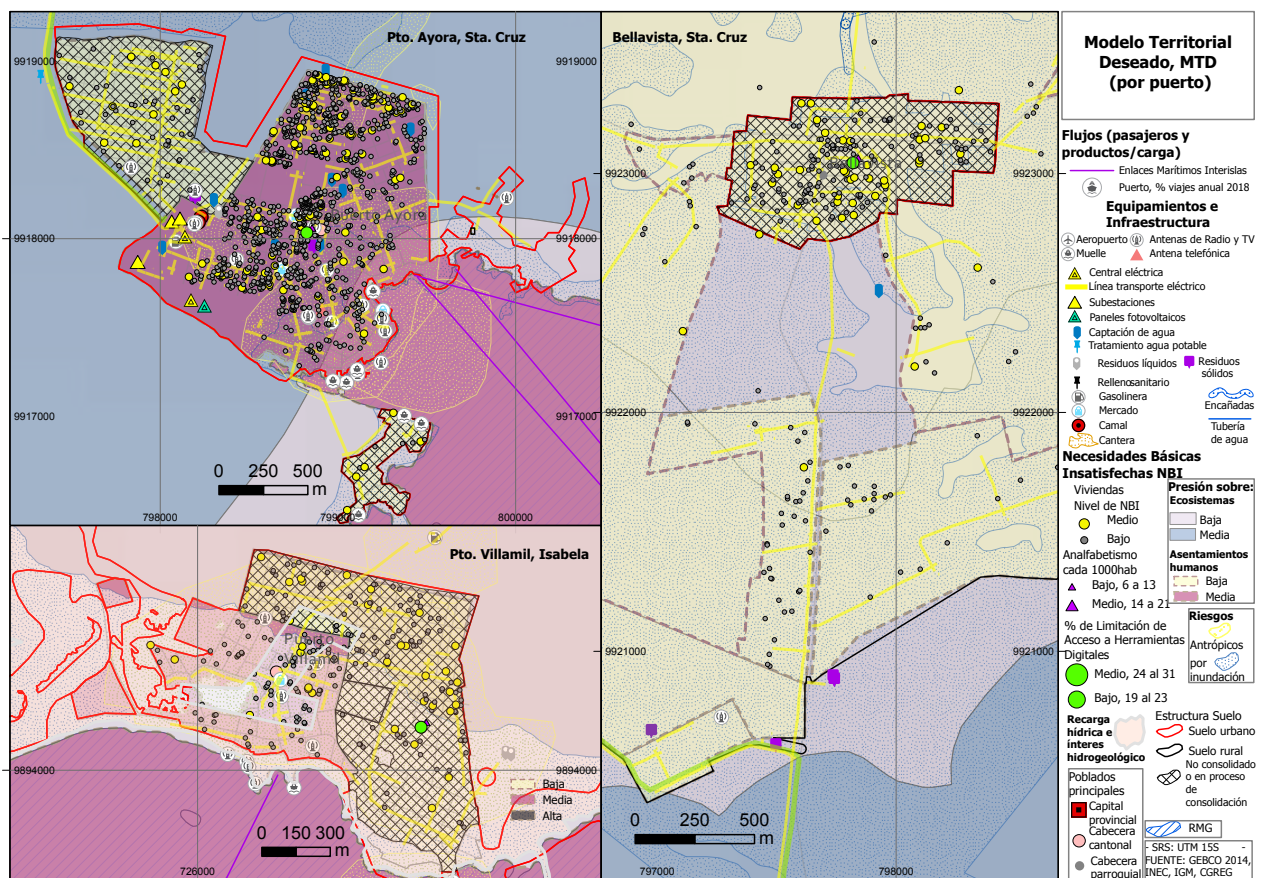 Pto. Ayora, Sta. Cruz
9919000
9919000
Puerto Ayora
9918000
9918000
9917000
9917000
0 250 500
m
798000
799000
800000
Pto. Villamil, Isabela
Puerto
Villamil
9894000
9894000
Baja
Media
Alta
0 150 300
m
726000
Bellavista, Sta. Cruz
9923000
9923000
9922000
9922000
9921000
9921000
0 250 500
m
797000
798000
Modelo Territorial
Deseado, MTD
(por puerto)
Flujos (pasajeros y
productos/carga)
Enlaces Marítimos Interislas
Puerto, % viajes anual 2018
Equipamientos e
Infraestructura
Aeropuerto
Antenas de Radio y TV
Muelle
Antena telefónica
Central eléctrica
Línea transporte eléctrico
Subestaciones
Paneles fotovoltaicos
Captación de agua
Tratamiento agua potable
Residuos líquidos
Residuos
sólidos
Rellenosanitario
Gasolinera
Mercado
Camal
Cantera
Encañadas
Tubería
de agua
Necesidades Básicas
Insatisfechas NBI
Viviendas
Nivel de NBI
Medio
Bajo
Analfabetismo
cada 1000hab
Bajo, 6 a 13
Medio, 14 a 21
% de Limitación de
Acceso a Herramientas
Digitales
Medio, 24 al 31
Bajo, 19 al 23
Presión sobre:
Ecosistemas
Baja
Media
Asentamientos
humanos
Baja
Media
Riesgos
Antrópicos
por
inundación
Recarga
hídrica e
ínteres
hidrogeológico
Estructura Suelo
Suelo urbano
Suelo rural
No consolidado
o en proceso
de
consolidación
Poblados
principales
Capital
provincial
Cabecera
cantonal
Cabecera
parroquial
RMG
- SRS: UTM 15S -
FUENTE: GEBCO 2014,
INEC, IGM, CGREG